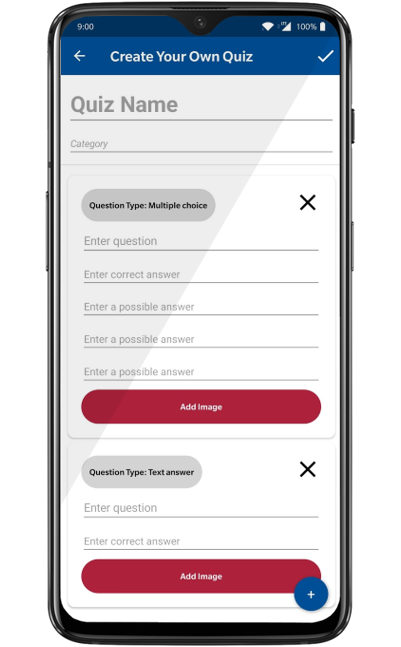 9:00 100%
Create Your Own Quiz
Quiz Name
Category
Question Type: Multiple choice
Enter question
Enter correct answer
Enter a possible answer
Enter a possible answer
Enter a possible answer
Add Image
Question Type: Text answer
Enter question
Enter correct answer
Add Image
+